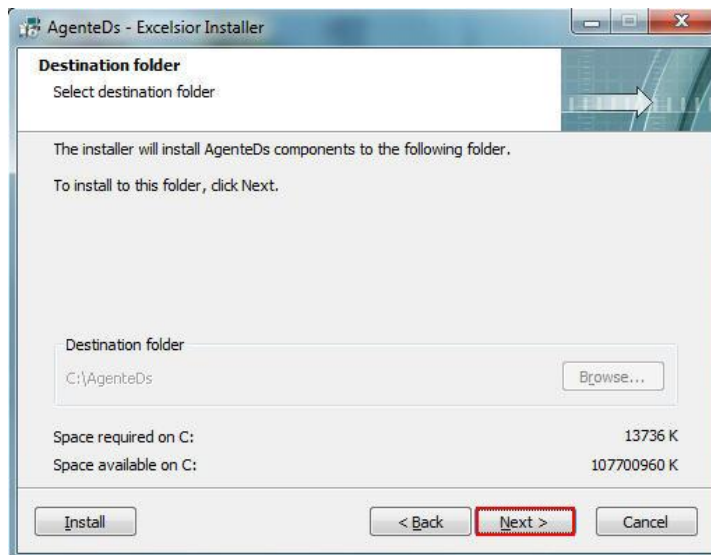 AgenteDs - Excelsior Installer
Destination folder
Select destination folder
The installer will install AgenteDs components to the following folder.
To install to this folder, click Next.
Destination folder
C:\AgenteDs
Browse...
Space required on C: 13736 K
Space available on C: 107700960 K
Install < Back Next > Cancel